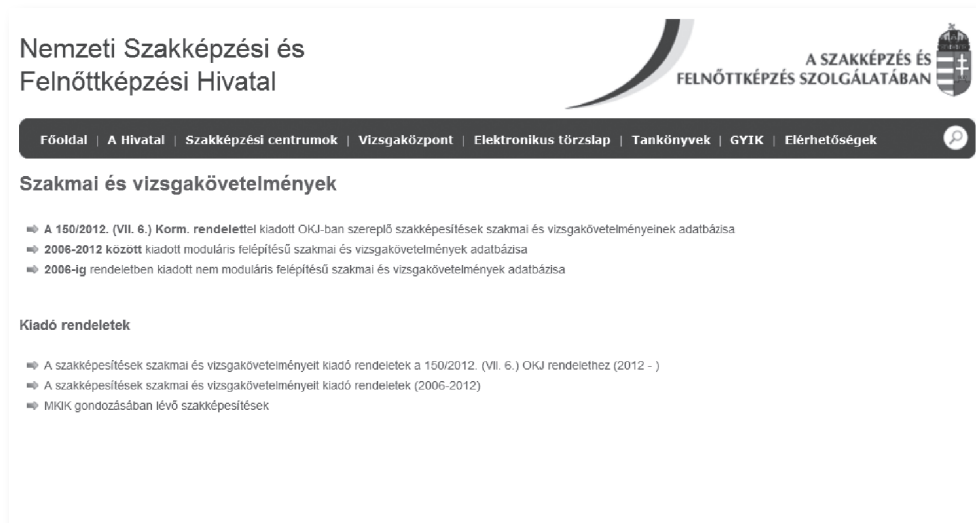 Nemzeti Szakképzési és
Felnőttképzési Hivatal
A SZAKKÉPZÉS ÉS
FELNŐTTKÉPZÉS SZOLGÁLATÁBAN
Főoldal | A Hivatal | Szakképzési centrumok | Vizsgaközpont | Elektronikus törzslap | Tankönyvek | GYIK | Elérhetőségek
Szakmai és vizsgakövetelmények
A 150/2012. (VII. 6.) Korm. rendelettel kiadott OKJ-ban szereplő szakképesítések szakmai és vizsgakövetelményeinek adatbázisa
2006-2012 között kiadott moduláris felépítésű szakmai és vizsgakövetelmények adatbázisa
2006-ig rendeletben kiadott nem moduláris felépítésű szakmai és vizsgakövetelmények adatbázisa
Kiadó rendeletek
A szakképesítések szakmai és vizsgakövetelményeit kiadó rendeletek a 150/2012. (VII. 6.) OKJ rendelethez (2012 - )
A szakképesítések szakmai és vizsgakövetelményeit kiadó rendeletek (2006-2012)
MKIK gondozásában lévő szakképesítések